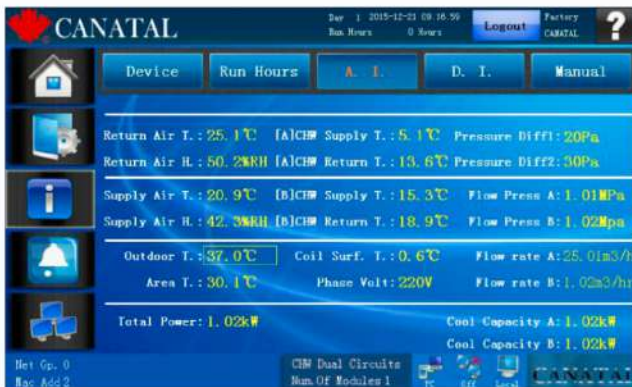 CANATAL
Day 1 2015-12-21 09:16:59
Run Hours 0 Hours
Logout
Factory
CANATAL
?
Device
Run Hours
A. I.
D. I.
Manual
Return Air T.: 25.1℃ [A]CHW Supply T.: 5.1℃ Pressure Diff1: 20Pa
Return Air H.: 50.2%RH [A]CHW Return T.: 13.6℃ Pressure Diff2: 30Pa
Supply Air T.: 20.9℃ [B]CHW Supply T.: 15.3℃ Flow Press A: 1.01MPa
Supply Air H.: 42.3%RH [B]CHW Return T.: 18.9℃ Flow Press B: 1.02Mpa
Outdoor T.: 37.0℃ Coil Surf. T.: 0.6℃ Flow rate A: 25.01m3/h
Area T.: 30.1℃ Phase Volt: 220V Flow rate B: 1.02m3/hr
Total Power: 1.02kW Cool Capacity A: 1.02kW
Cool Capacity B: 1.02kW
Net Gp. 0
Mac Add 2
CHW Dual Circuits
Num. Of Modules 1
PC
Off
Local
CANATAL